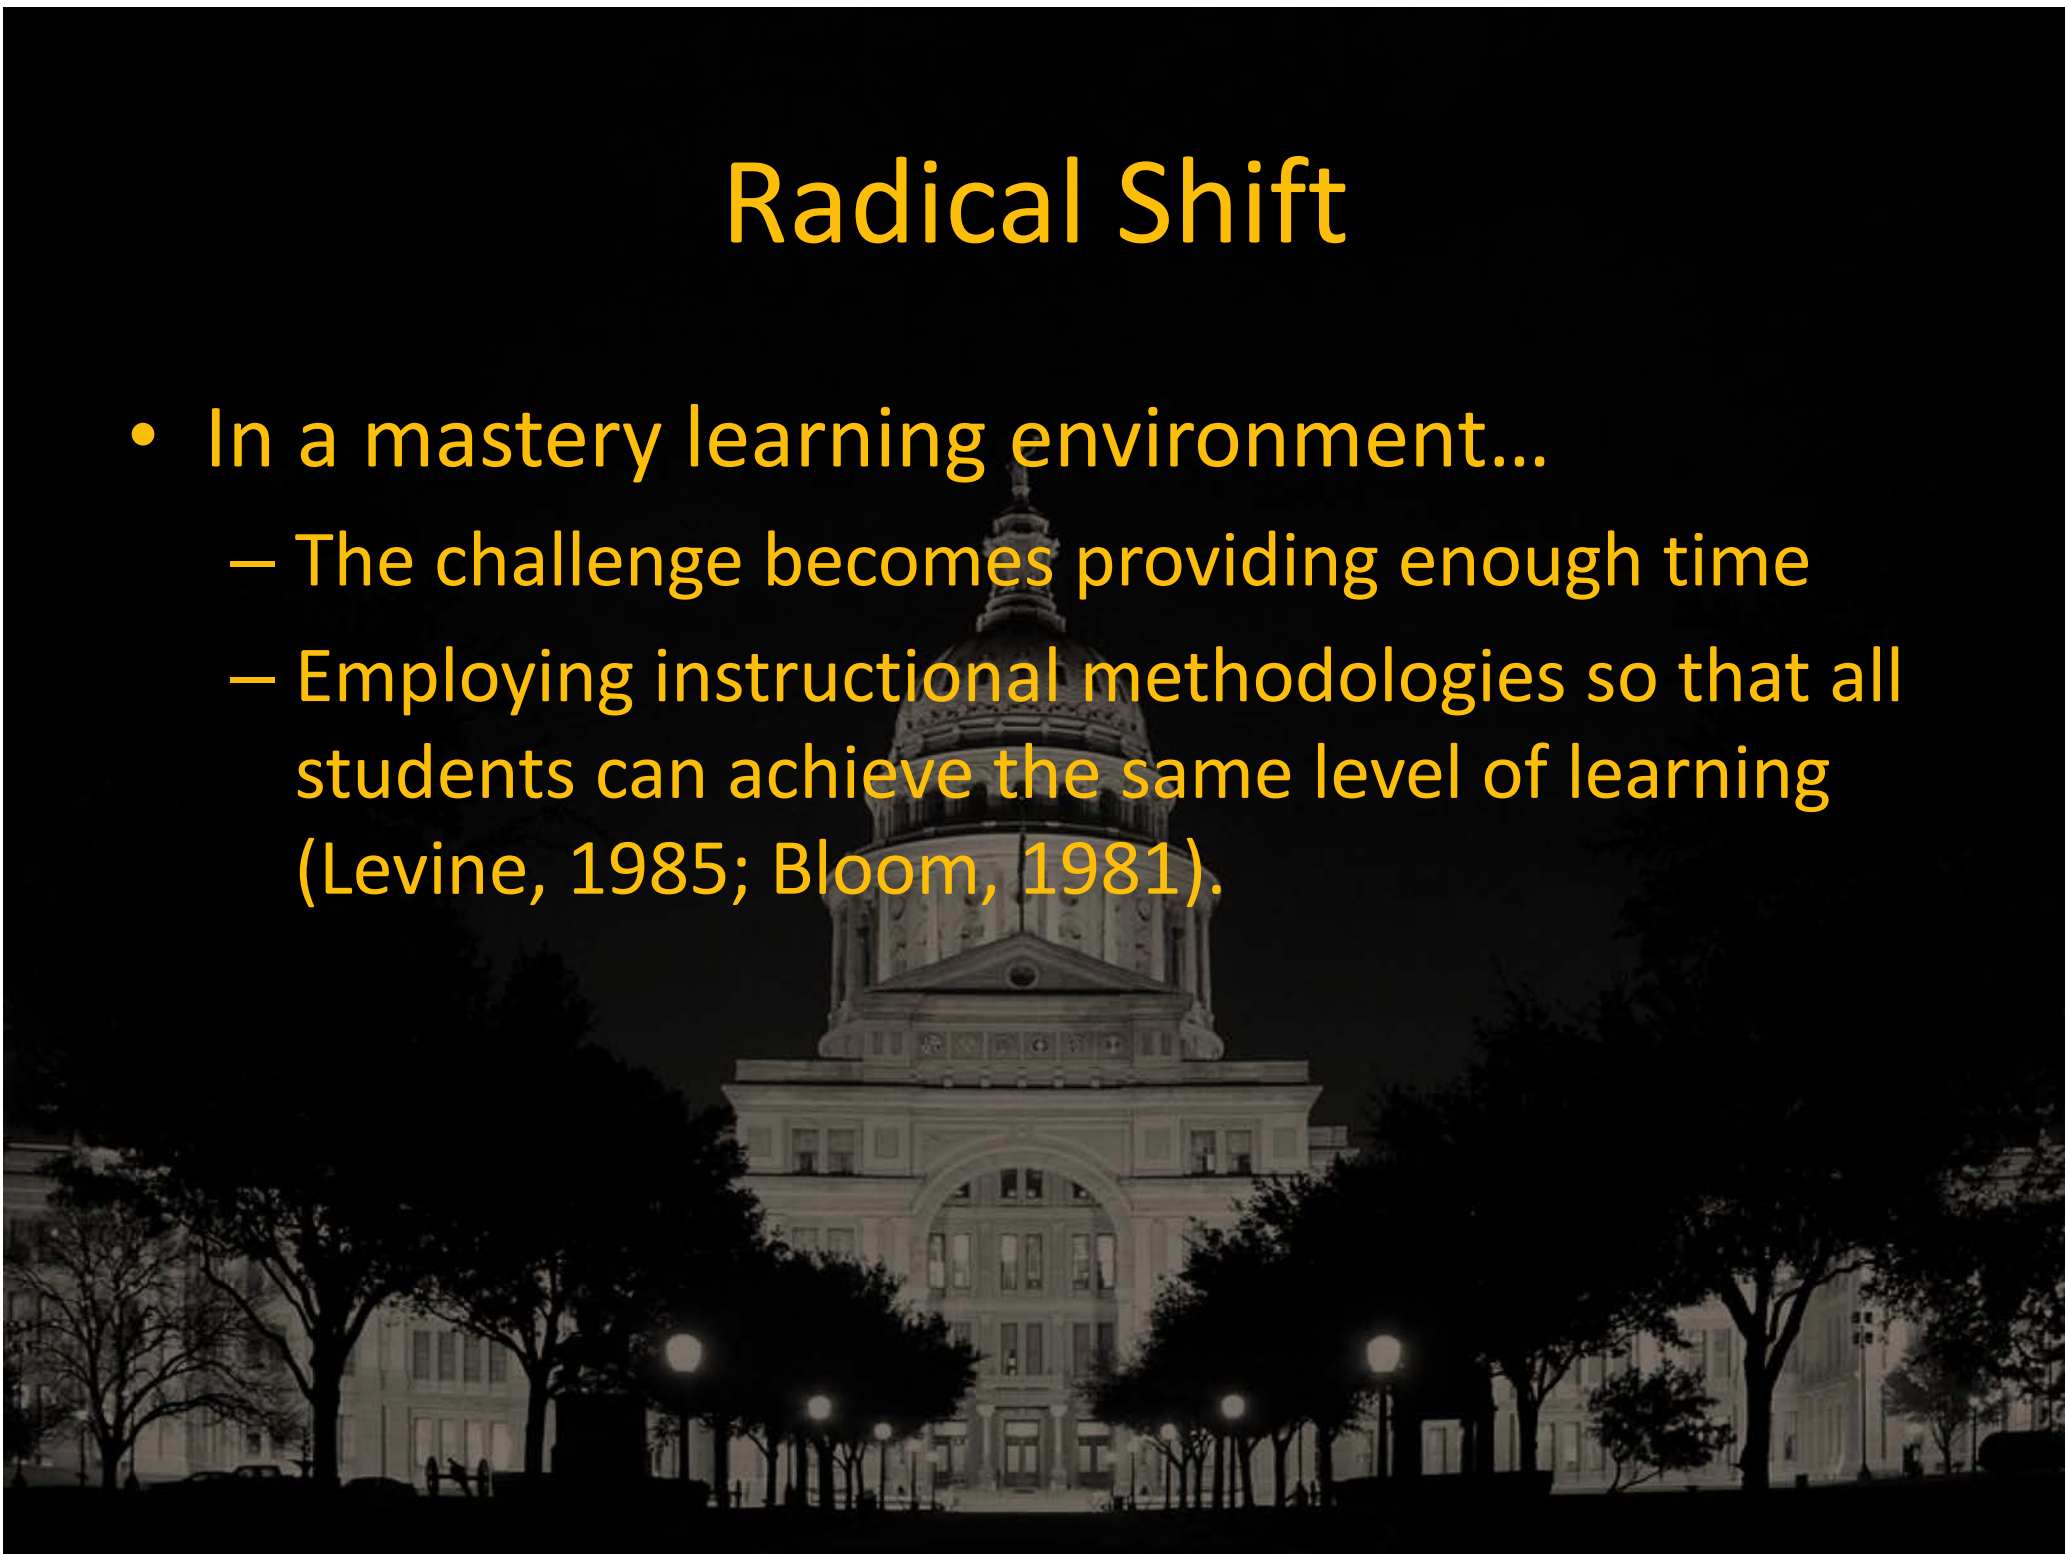 Radical Shift
• In a mastery learning environment…
– The challenge becomes providing enough time
– Employing instructional methodologies so that all
students can achieve the same level of learning
(Levine, 1985; Bloom, 1981).